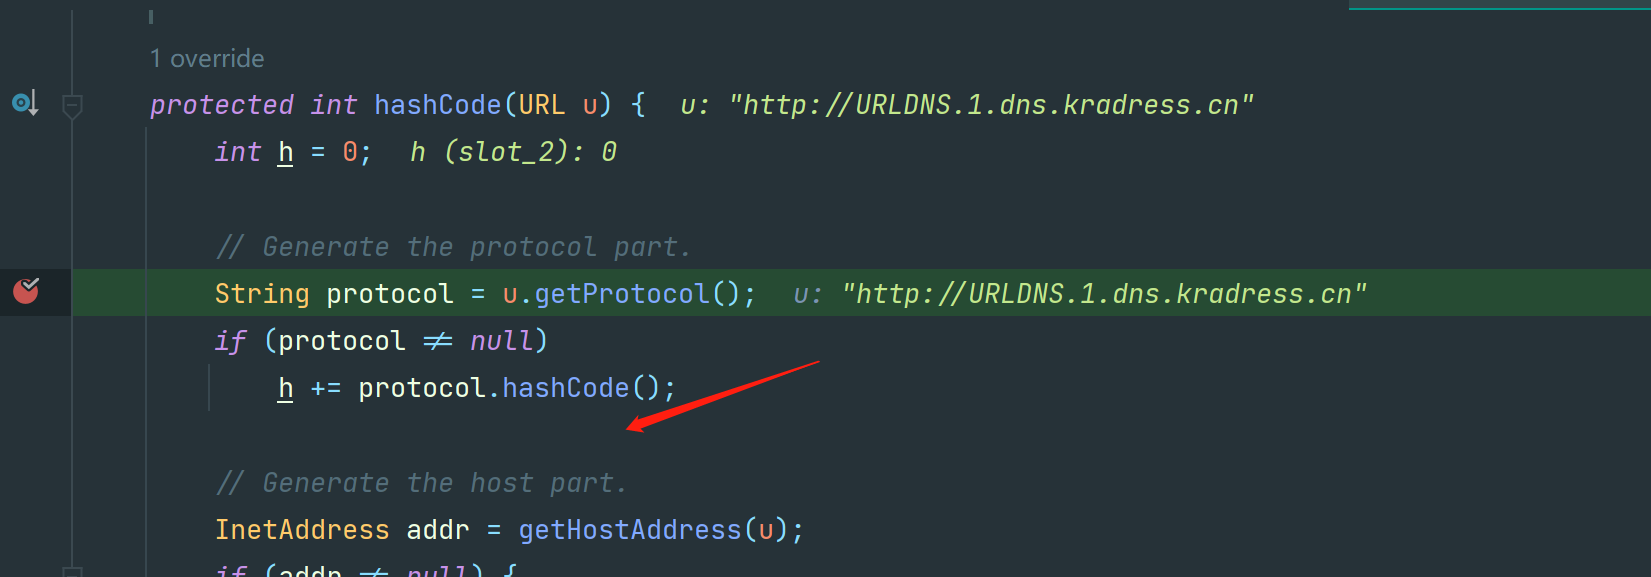 1 override
protected int hashCode(URL u) {  u: "http://URLDNS.1.dns.kradress.cn"
int h = 0;  h (slot_2): 0
// Generate the protocol part.
String protocol = u.getProtocol();  u: "http://URLDNS.1.dns.kradress.cn"
if (protocol ≠ null)
h += protocol.hashCode();
// Generate the host part.
InetAddress addr = getHostAddress(u);
if (addr ≠ null) {